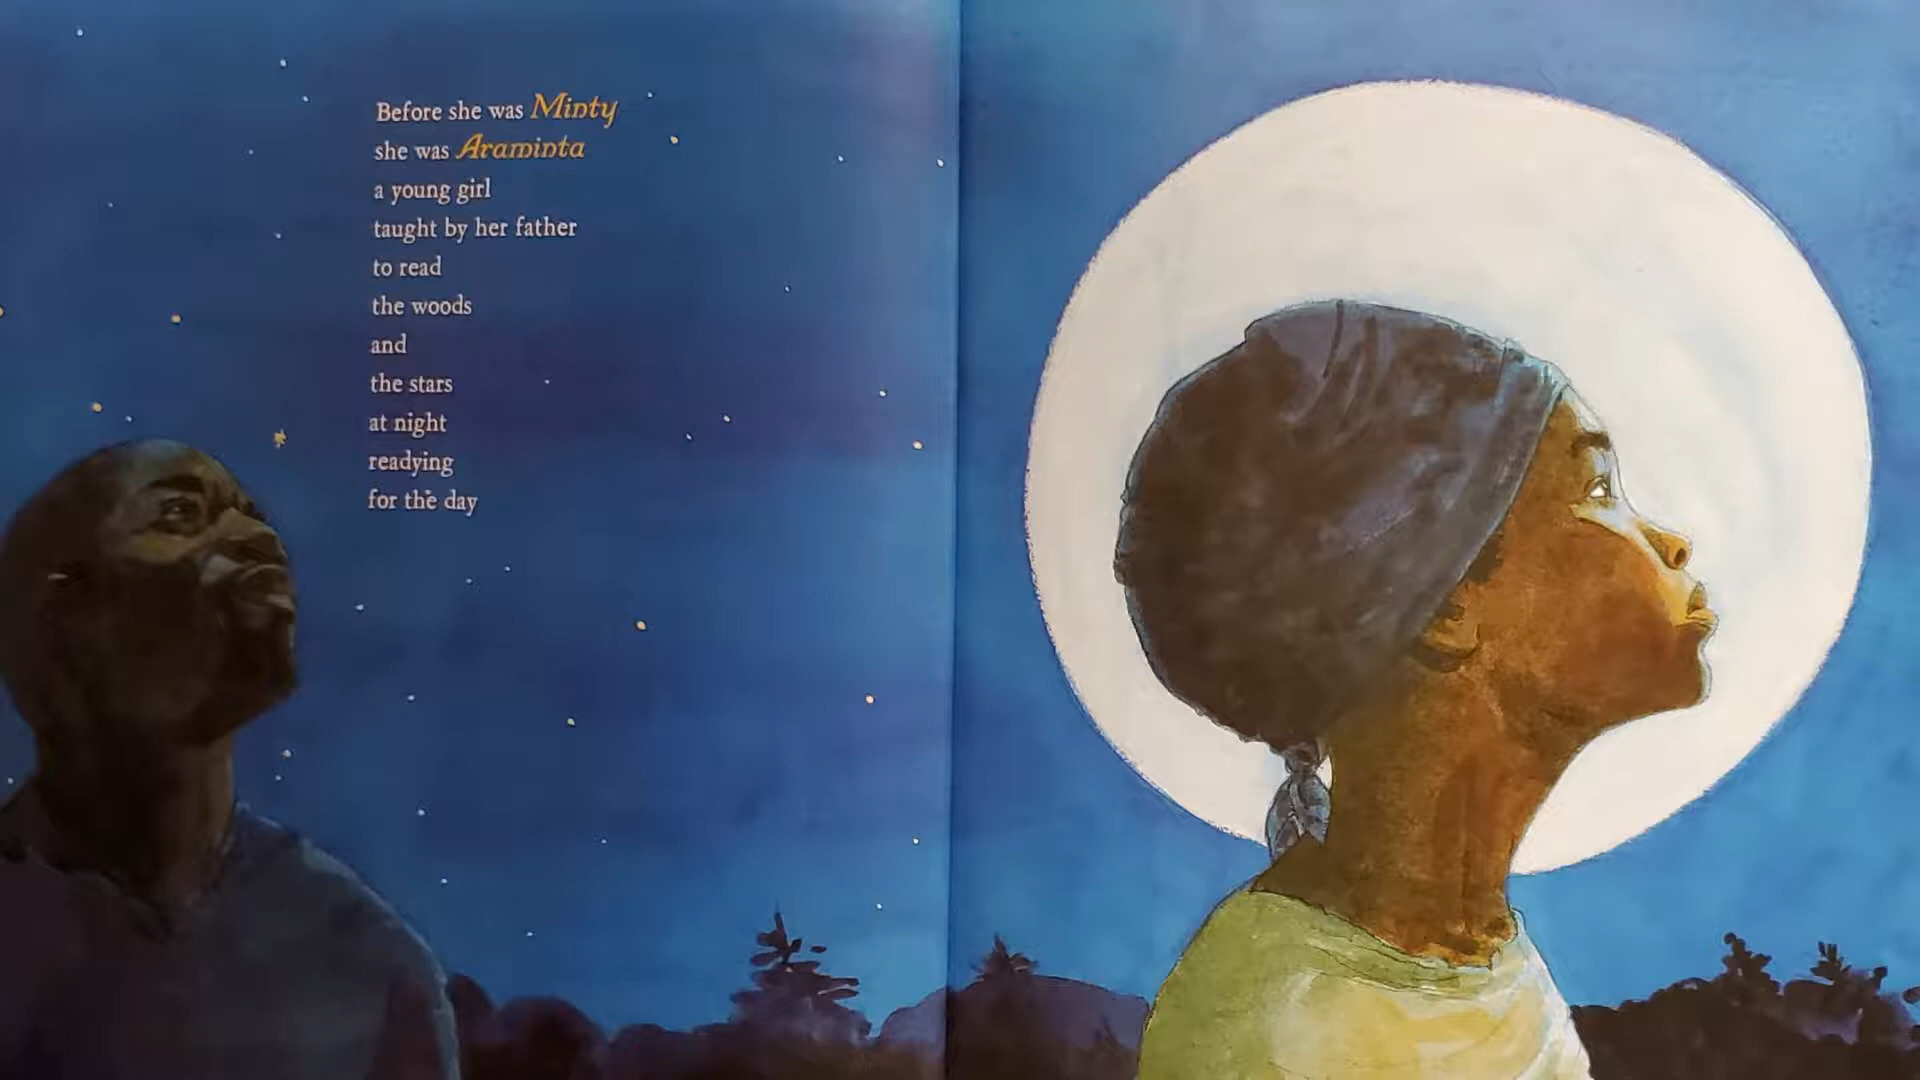 Before she was Minty
she was Araminta
a young girl
taught by her father
to read
the woods
and
the stars
at night
readying
for the day